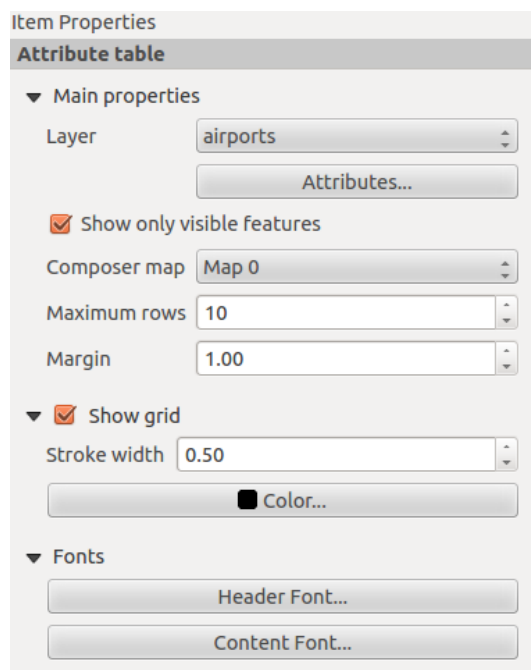 Item Properties
Attribute table
Main properties
Layer airports
Attributes...
Show only visible features
Composer map Map 0
Maximum rows 10
Margin 1.00
Show grid
Stroke width 0.50
Color...
Fonts
Header Font...
Content Font...